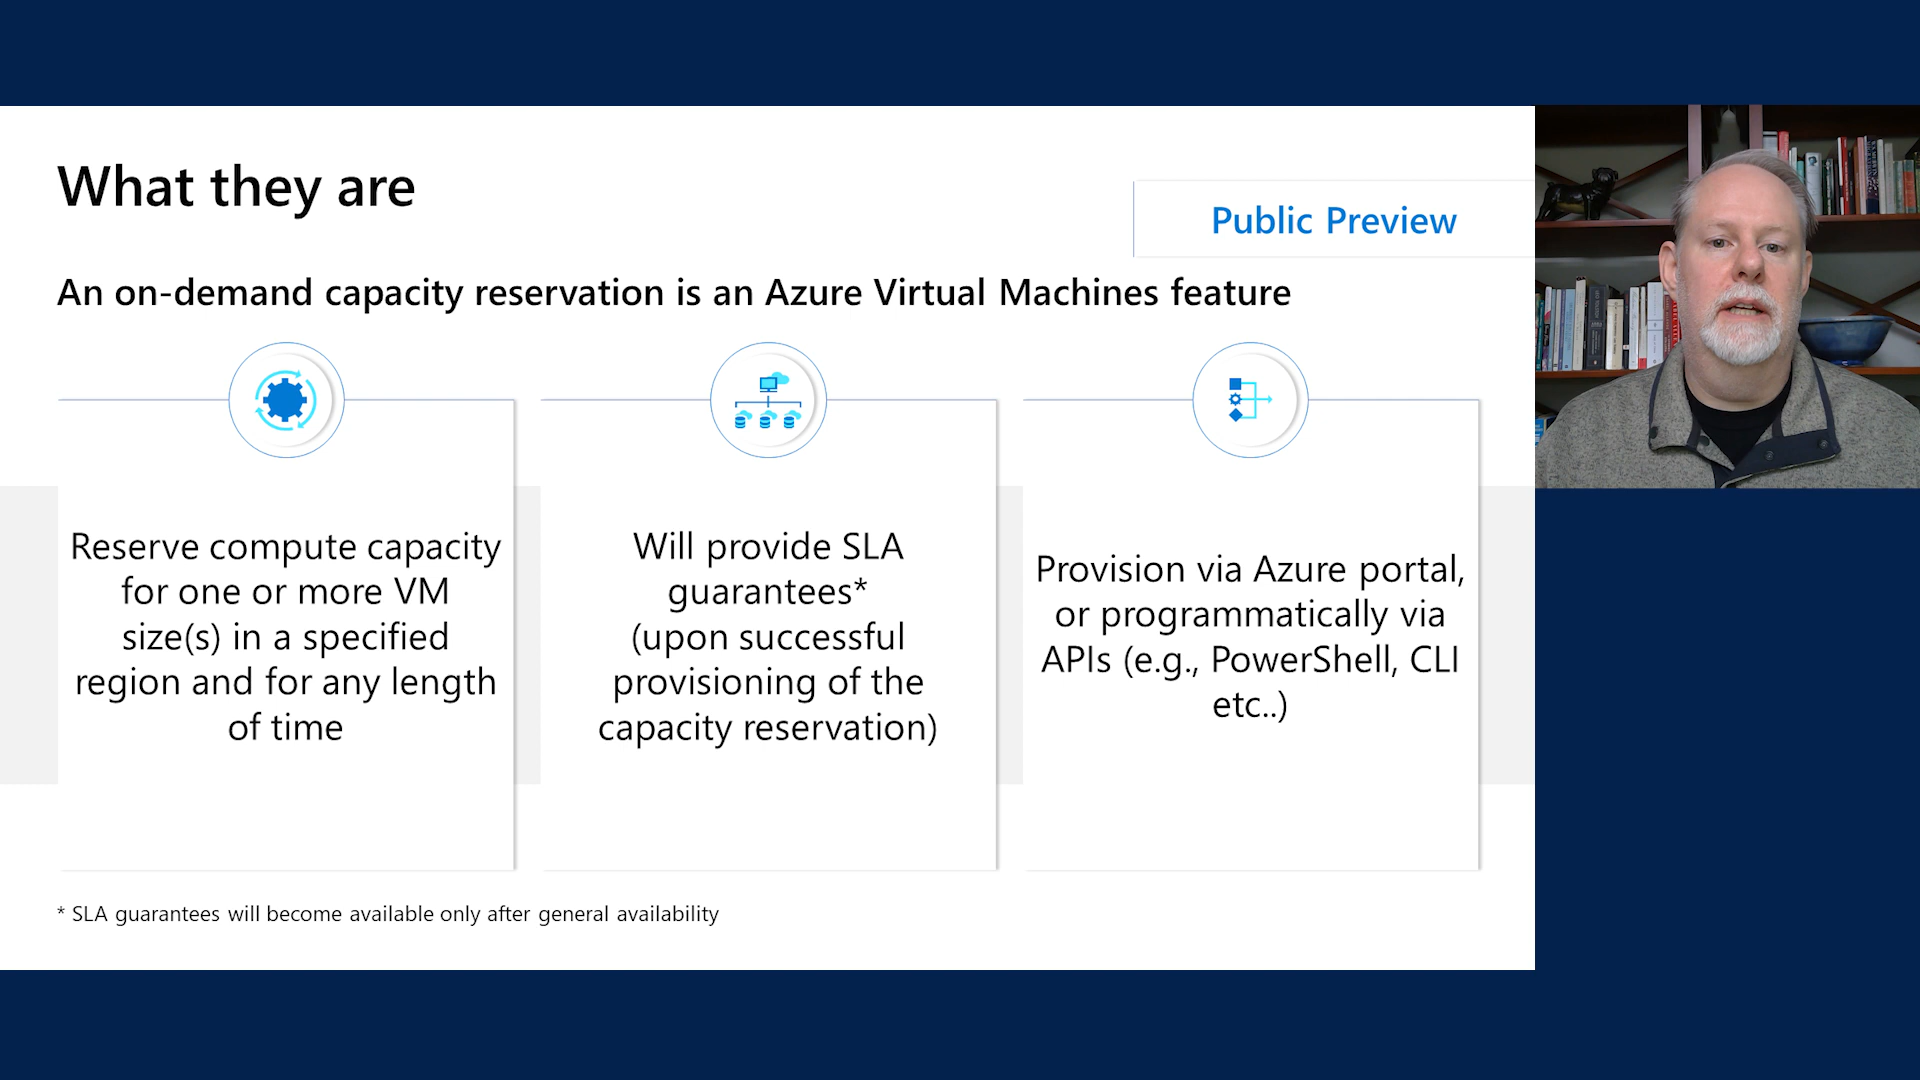 What they are
Public Preview
An on-demand capacity reservation is an Azure Virtual Machines feature
Reserve compute capacity
for one or more VM
size(s) in a specified
region and for any length
of time
Will provide SLA
guarantees*
(upon successful
provisioning of the
capacity reservation)
Provision via Azure portal,
or programmatically via
APIs (e.g., PowerShell, CLI
etc..)
* SLA guarantees will become available only after general availability